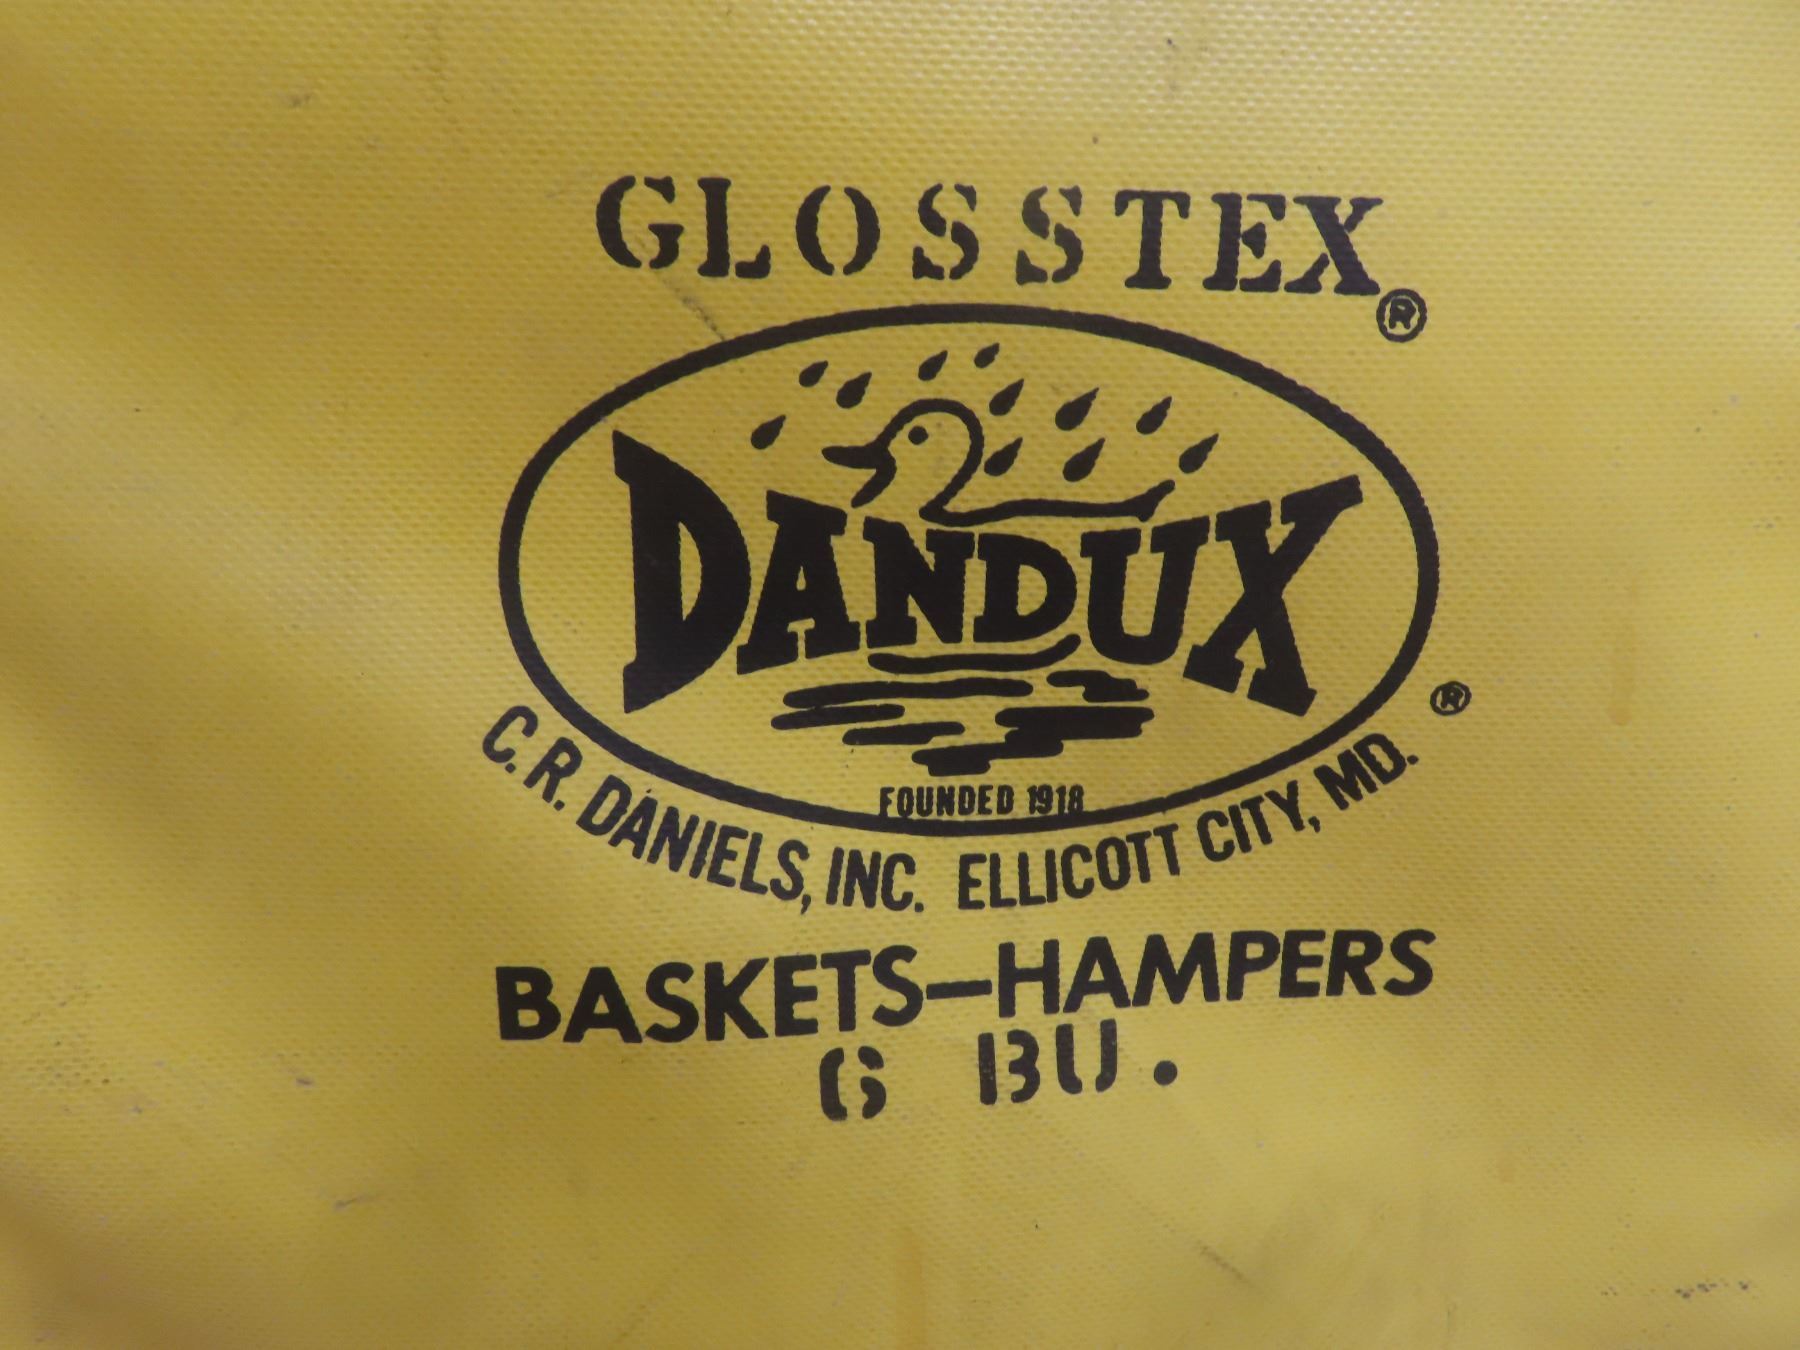 GLOSSTEX®
DANDUX
FOUNDED 1918
C.R. DANIELS, INC. ELLICOTT CITY, MD. ®
BASKETS-HAMPERS
6 BU.